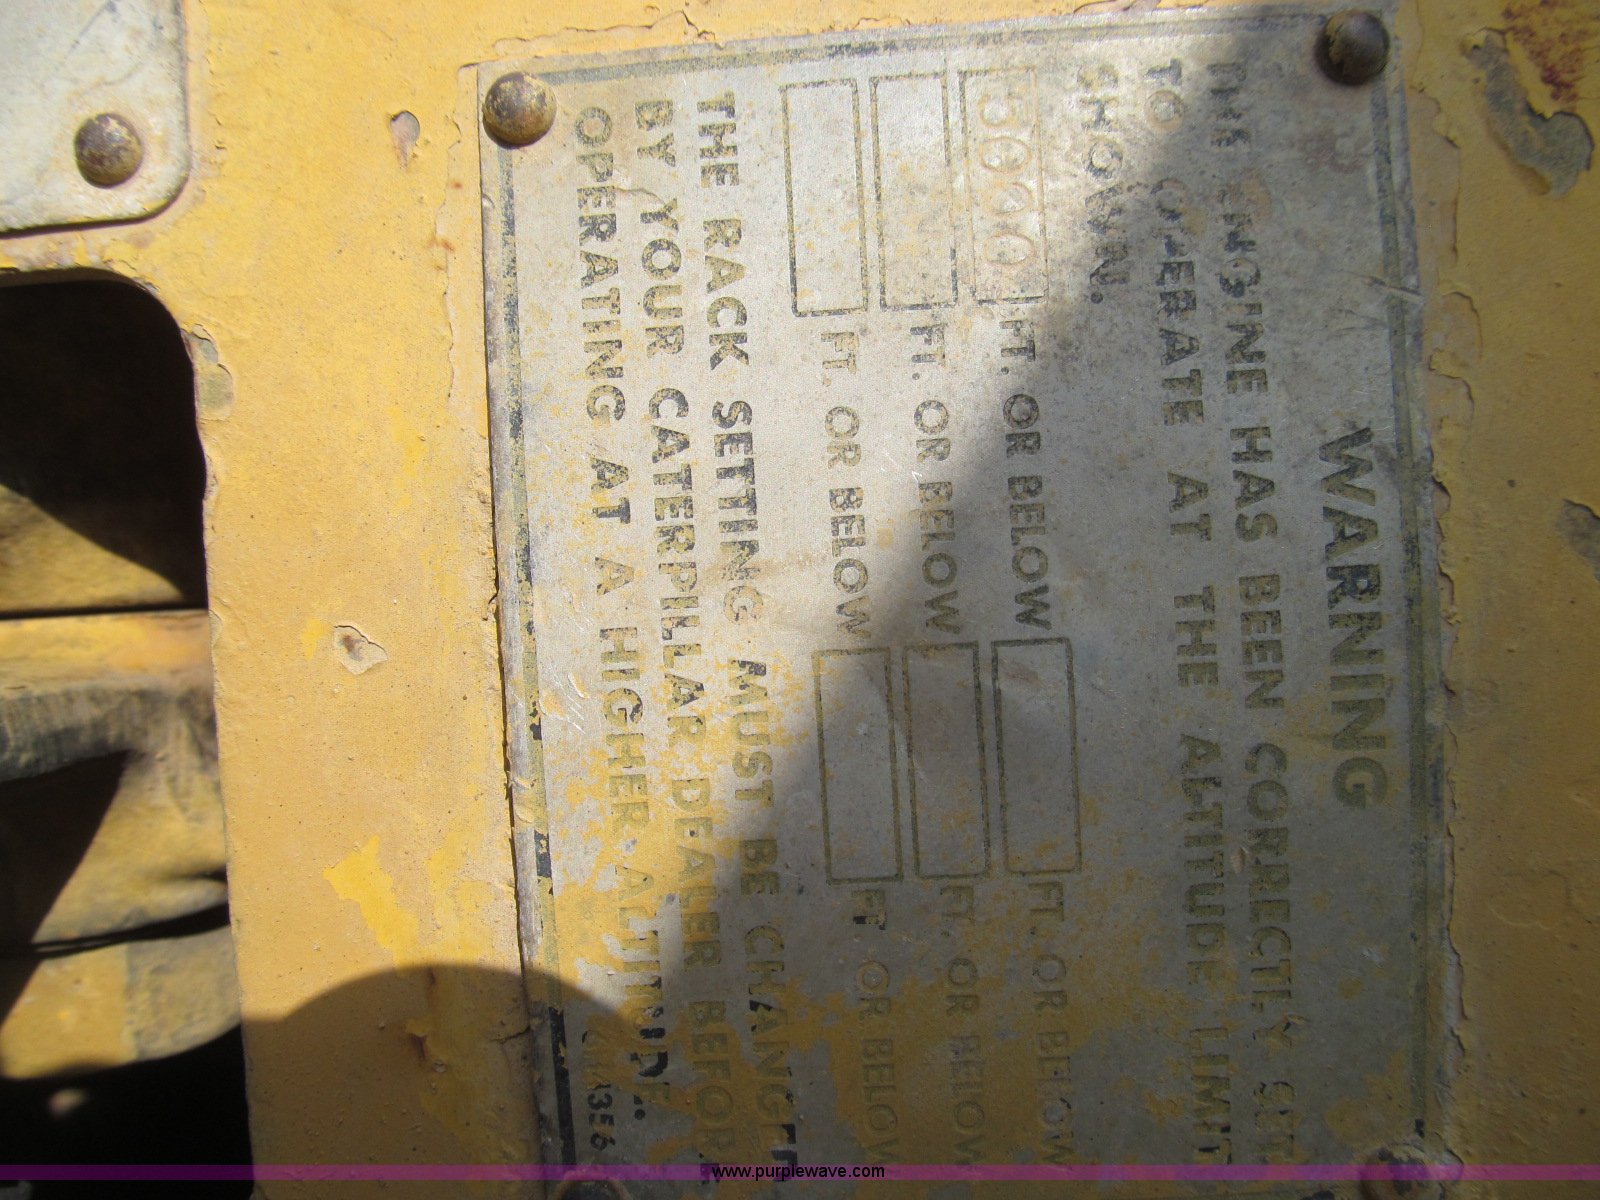 WARNING
THE ENGINE HAS BEEN CORRECTLY SET
TO OPERATE AT THE ALTITUDE LIMIT
SHOWN.
5000 FT. OR BELOW FT. OR BELOW
FT. OR BELOW FT. OR BELOW
FT. OR BELOW FT OR BELOW
THE RACK SETTING MUST BE CHANGED
BY YOUR CATERPILLAR DEALER BEFOR
OPERATING AT A HIGHER ALTITUDE.
www.purplewave.com